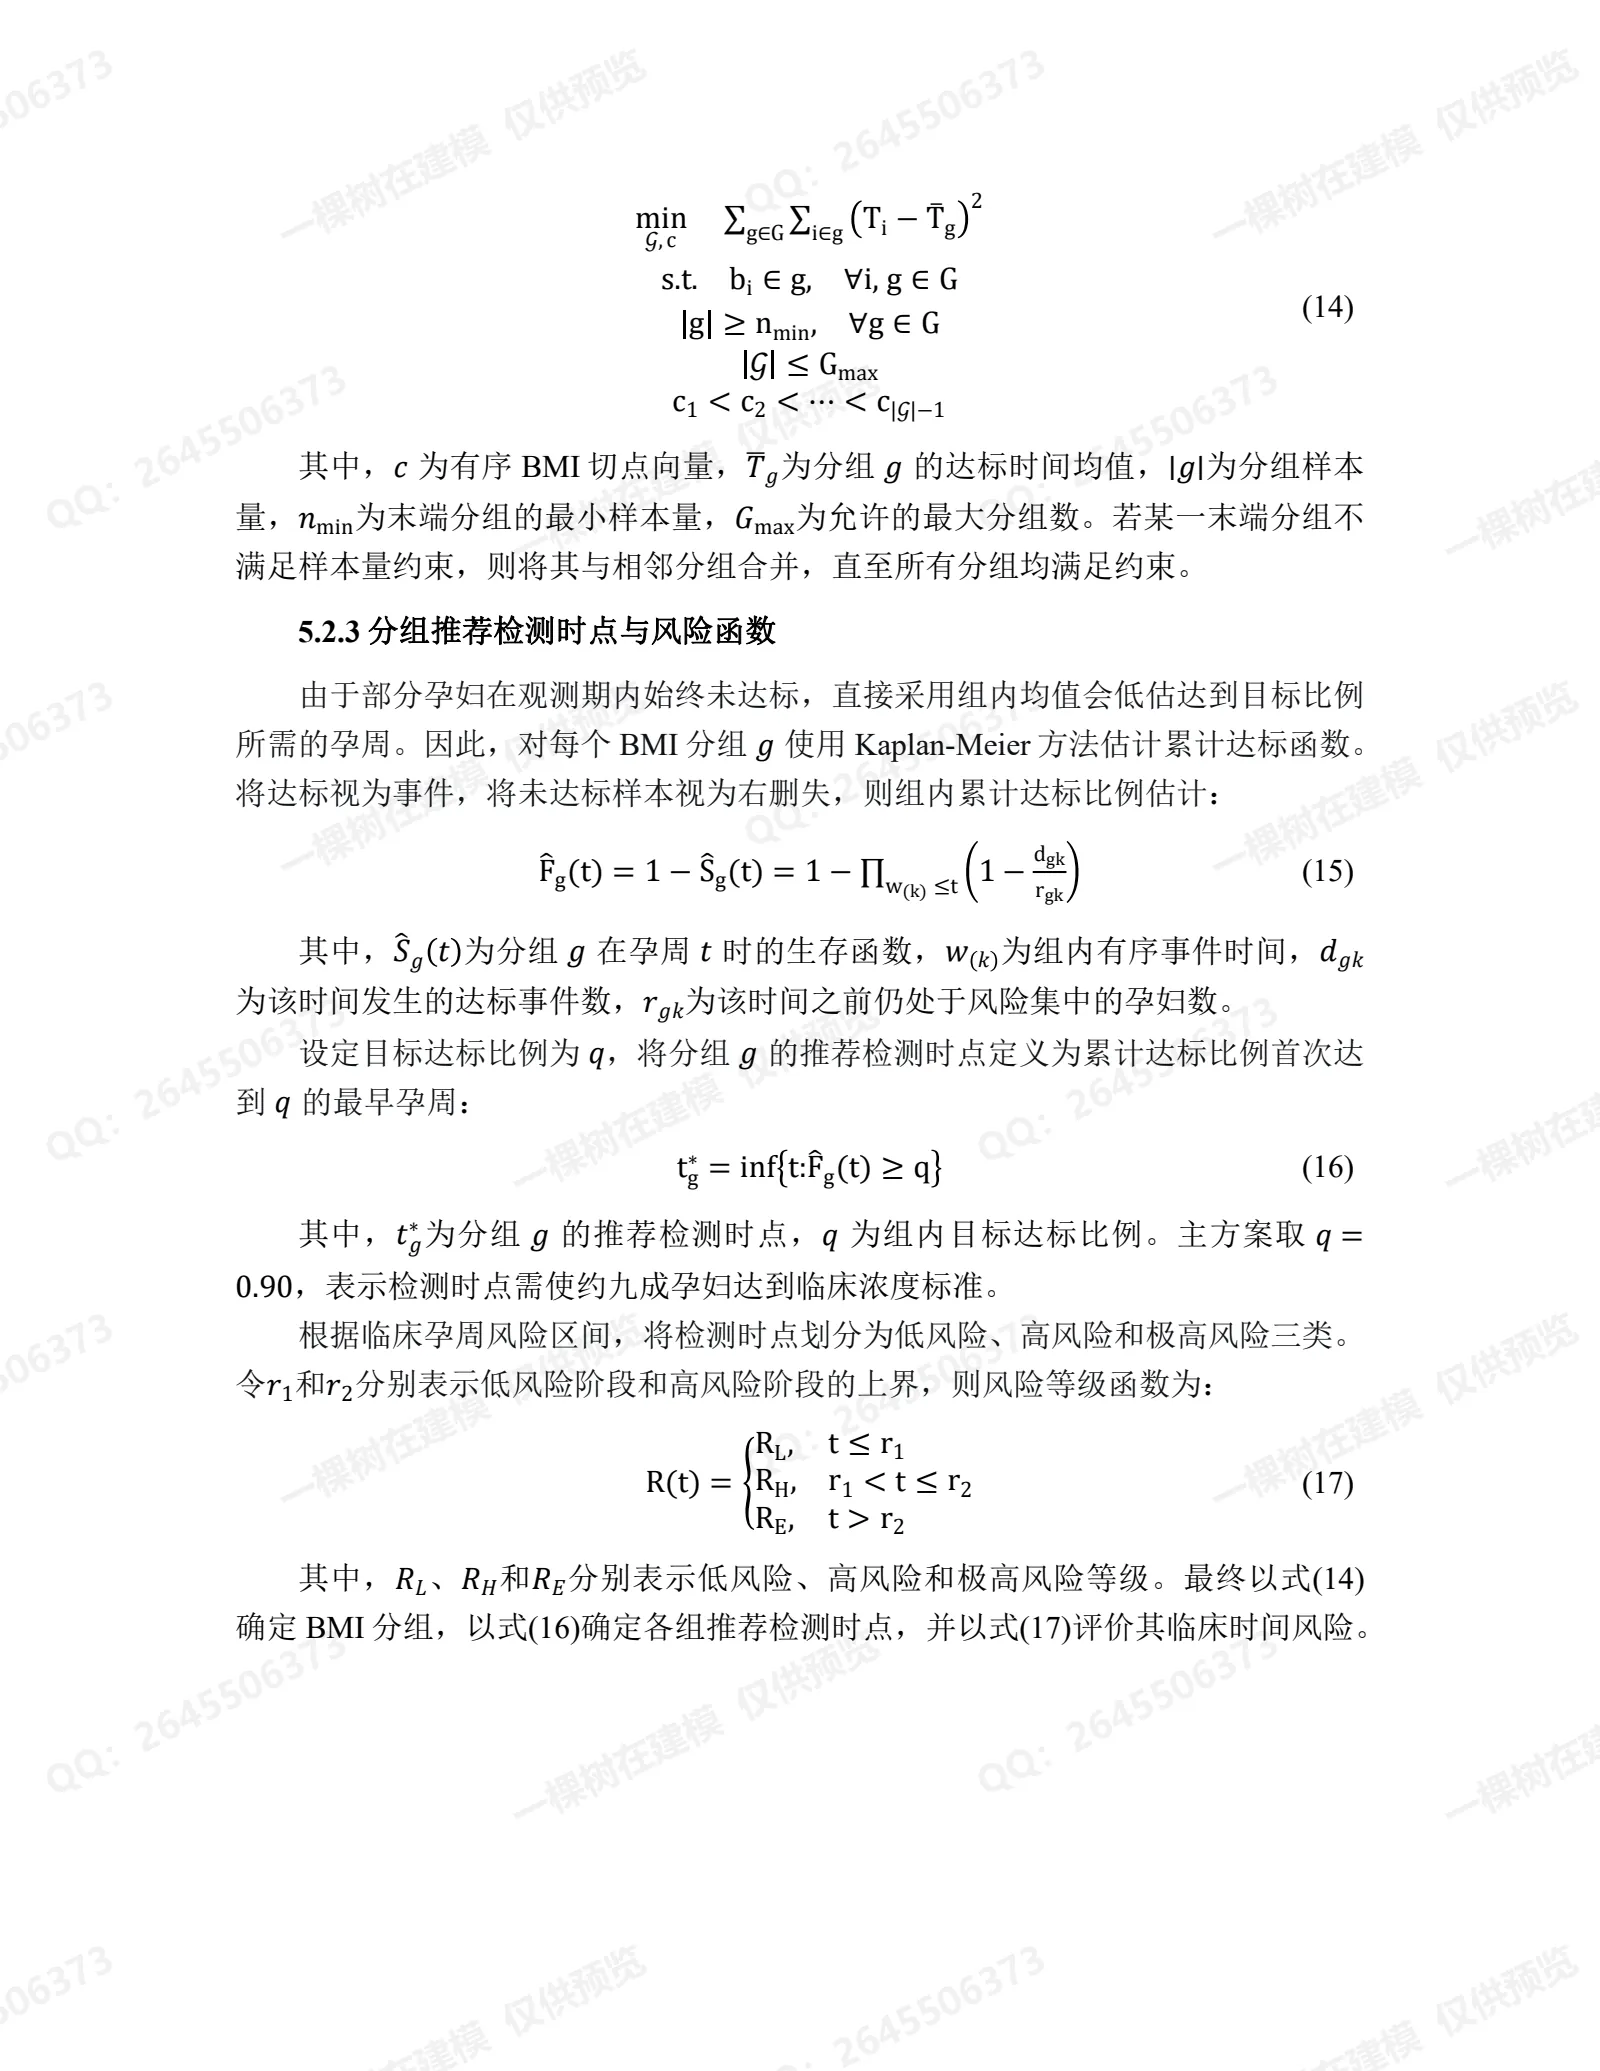 min 𝒢, c ∑g∈G ∑i∈g (Ti − T̄g)²
s.t. bi ∈ g, ∀i, g ∈ G
(14)
|g| ≥ nmin, ∀g ∈ G
|𝒢| ≤ Gmax
c1 < c2 < ⋯ < c|𝒢|−1
其中，c 为有序 BMI 切点向量，T̄g为分组 g 的达标时间均值，|g|为分组样本
量，nmin为末端分组的最小样本量，Gmax为允许的最大分组数。若某一末端分组不
满足样本量约束，则将其与相邻分组合并，直至所有分组均满足约束。
5.2.3 分组推荐检测时点与风险函数
由于部分孕妇在观测期内始终未达标，直接采用组内均值会低估达到目标比例
所需的孕周。因此，对每个 BMI 分组 g 使用 Kaplan-Meier 方法估计累计达标函数。
将达标视为事件，将未达标样本视为右删失，则组内累计达标比例估计：
F̂g(t) = 1 − Ŝg(t) = 1 − ∏w(k) ≤t (1 − dgk/rgk) (15)
其中，Ŝg(t)为分组 g 在孕周 t 时的生存函数，w(k)为组内有序事件时间，dgk
为该时间发生的达标事件数，rgk为该时间之前仍处于风险集中的孕妇数。
设定目标达标比例为 q，将分组 g 的推荐检测时点定义为累计达标比例首次达
到 q 的最早孕周：
t*g = inf{t:F̂g(t) ≥ q} (16)
其中，t*g为分组 g 的推荐检测时点，q 为组内目标达标比例。主方案取 q =
0.90，表示检测时点需使约九成孕妇达到临床浓度标准。
根据临床孕周风险区间，将检测时点划分为低风险、高风险和极高风险三类。
令r1和r2分别表示低风险阶段和高风险阶段的上界，则风险等级函数为：
RL, t ≤ r1
R(t) = { RH, r1 < t ≤ r2 (17)
RE, t > r2
其中，RL、RH和RE分别表示低风险、高风险和极高风险等级。最终以式(14)
确定 BMI 分组，以式(16)确定各组推荐检测时点，并以式(17)评价其临床时间风险。
一棵树在建模 仅供预览
QQ：2645506373